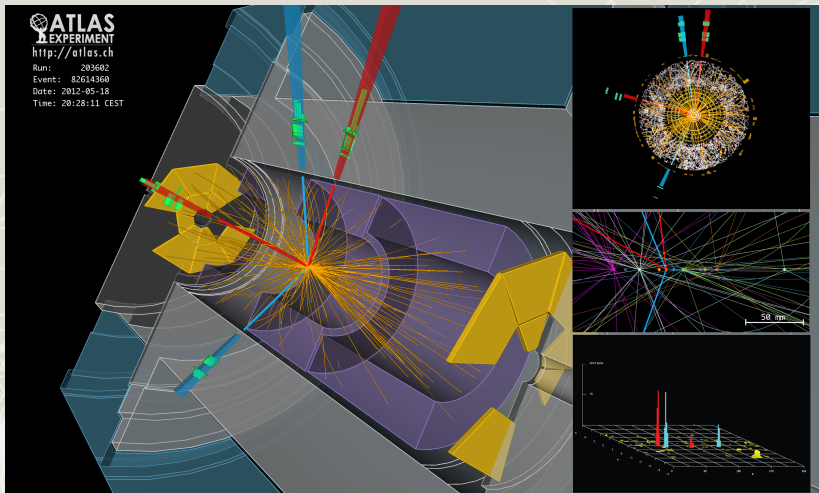 ATLAS
EXPERIMENT
http://atlas.ch
Run: 203602
Event: 82614360
Date: 2012-05-18
Time: 20:28:11 CEST
50 mm